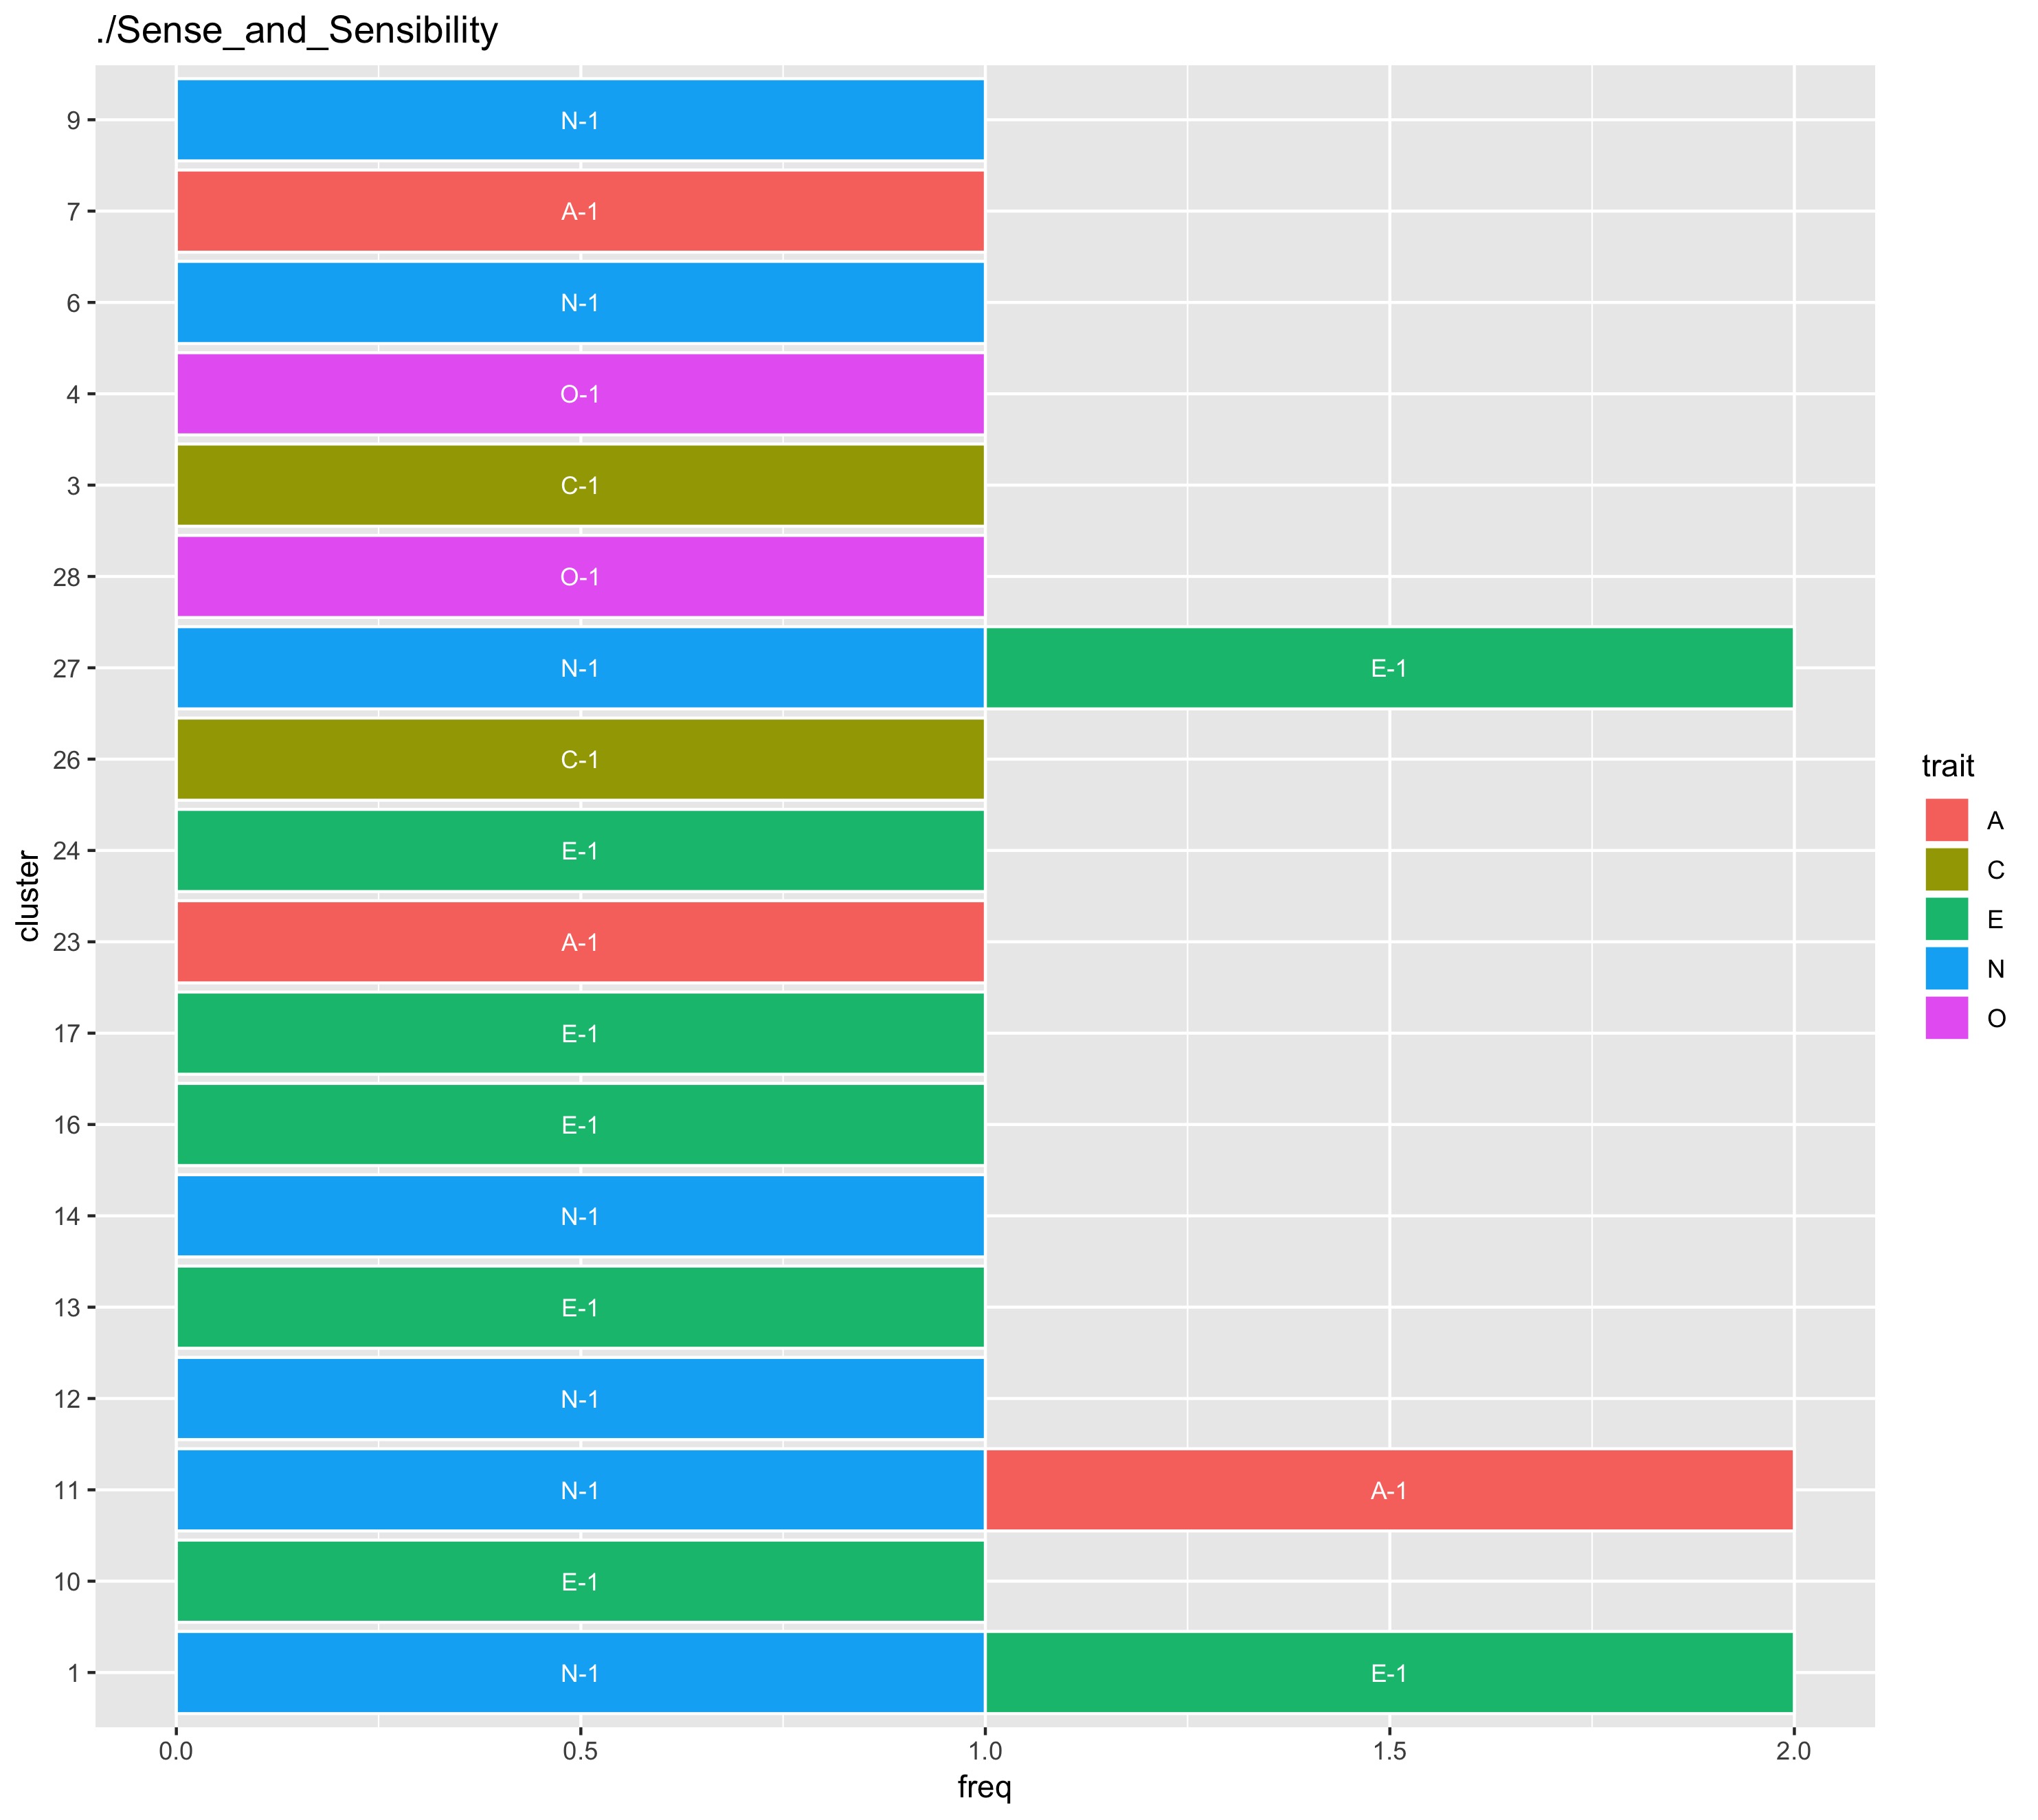 ./Sense_and_Sensibility
9 N-1
7 A-1
6 N-1
4 O-1
3 C-1
28 O-1
27 N-1 E-1
26 C-1
24 E-1
23 A-1
17 E-1
16 E-1
14 N-1
13 E-1
12 N-1
11 N-1 A-1
10 E-1
1 N-1 E-1
cluster
0.0 0.5 1.0 1.5 2.0
freq
trait
A
C
E
N
O